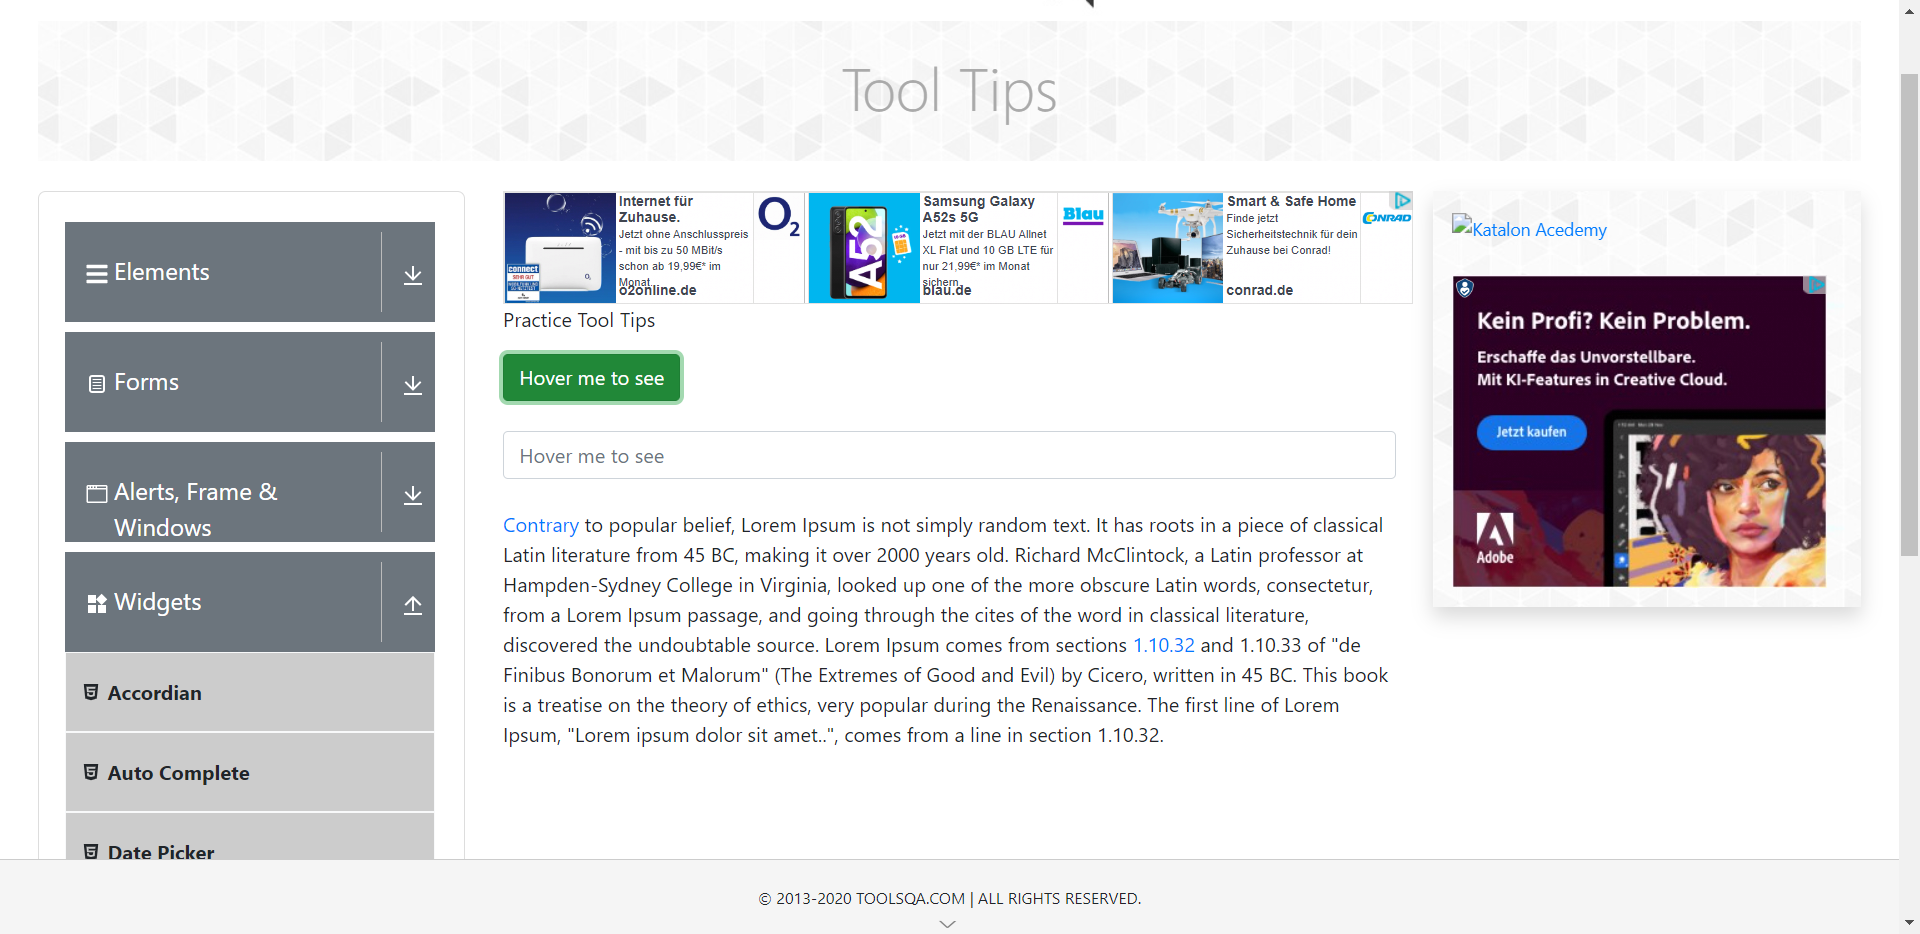 Tool Tips
Elements
Forms
Alerts, Frame &
Windows
Widgets
Accordian
Auto Complete
Date Picker
Internet für
Zuhause.
Jetzt ohne Anschlusspreis
- mit bis zu 50 MBit/s
schon ab 19,99€* im
Monat
o2online.de
O2
connect
SEHR GUT
Samsung Galaxy
A52s 5G
Jetzt mit der BLAU Allnet
XL Flat und 10 GB LTE für
nur 21,99€* im Monat
sichern
blau.de
Blau
A52
Smart & Safe Home
Finde jetzt
Sicherheitstechnik für dein
Zuhause bei Conrad!
conrad.de
CONRAD
Practice Tool Tips
Hover me to see
Hover me to see
Contrary to popular belief, Lorem Ipsum is not simply random text. It has roots in a piece of classical
Latin literature from 45 BC, making it over 2000 years old. Richard McClintock, a Latin professor at
Hampden-Sydney College in Virginia, looked up one of the more obscure Latin words, consectetur,
from a Lorem Ipsum passage, and going through the cites of the word in classical literature,
discovered the undoubtable source. Lorem Ipsum comes from sections 1.10.32 and 1.10.33 of "de
Finibus Bonorum et Malorum" (The Extremes of Good and Evil) by Cicero, written in 45 BC. This book
is a treatise on the theory of ethics, very popular during the Renaissance. The first line of Lorem
Ipsum, "Lorem ipsum dolor sit amet..", comes from a line in section 1.10.32.
Katalon Acedemy
Kein Profi? Kein Problem.
Erschaffe das Unvorstellbare.
Mit KI-Features in Creative Cloud.
Jetzt kaufen
Adobe
© 2013-2020 TOOLSQA.COM | ALL RIGHTS RESERVED.